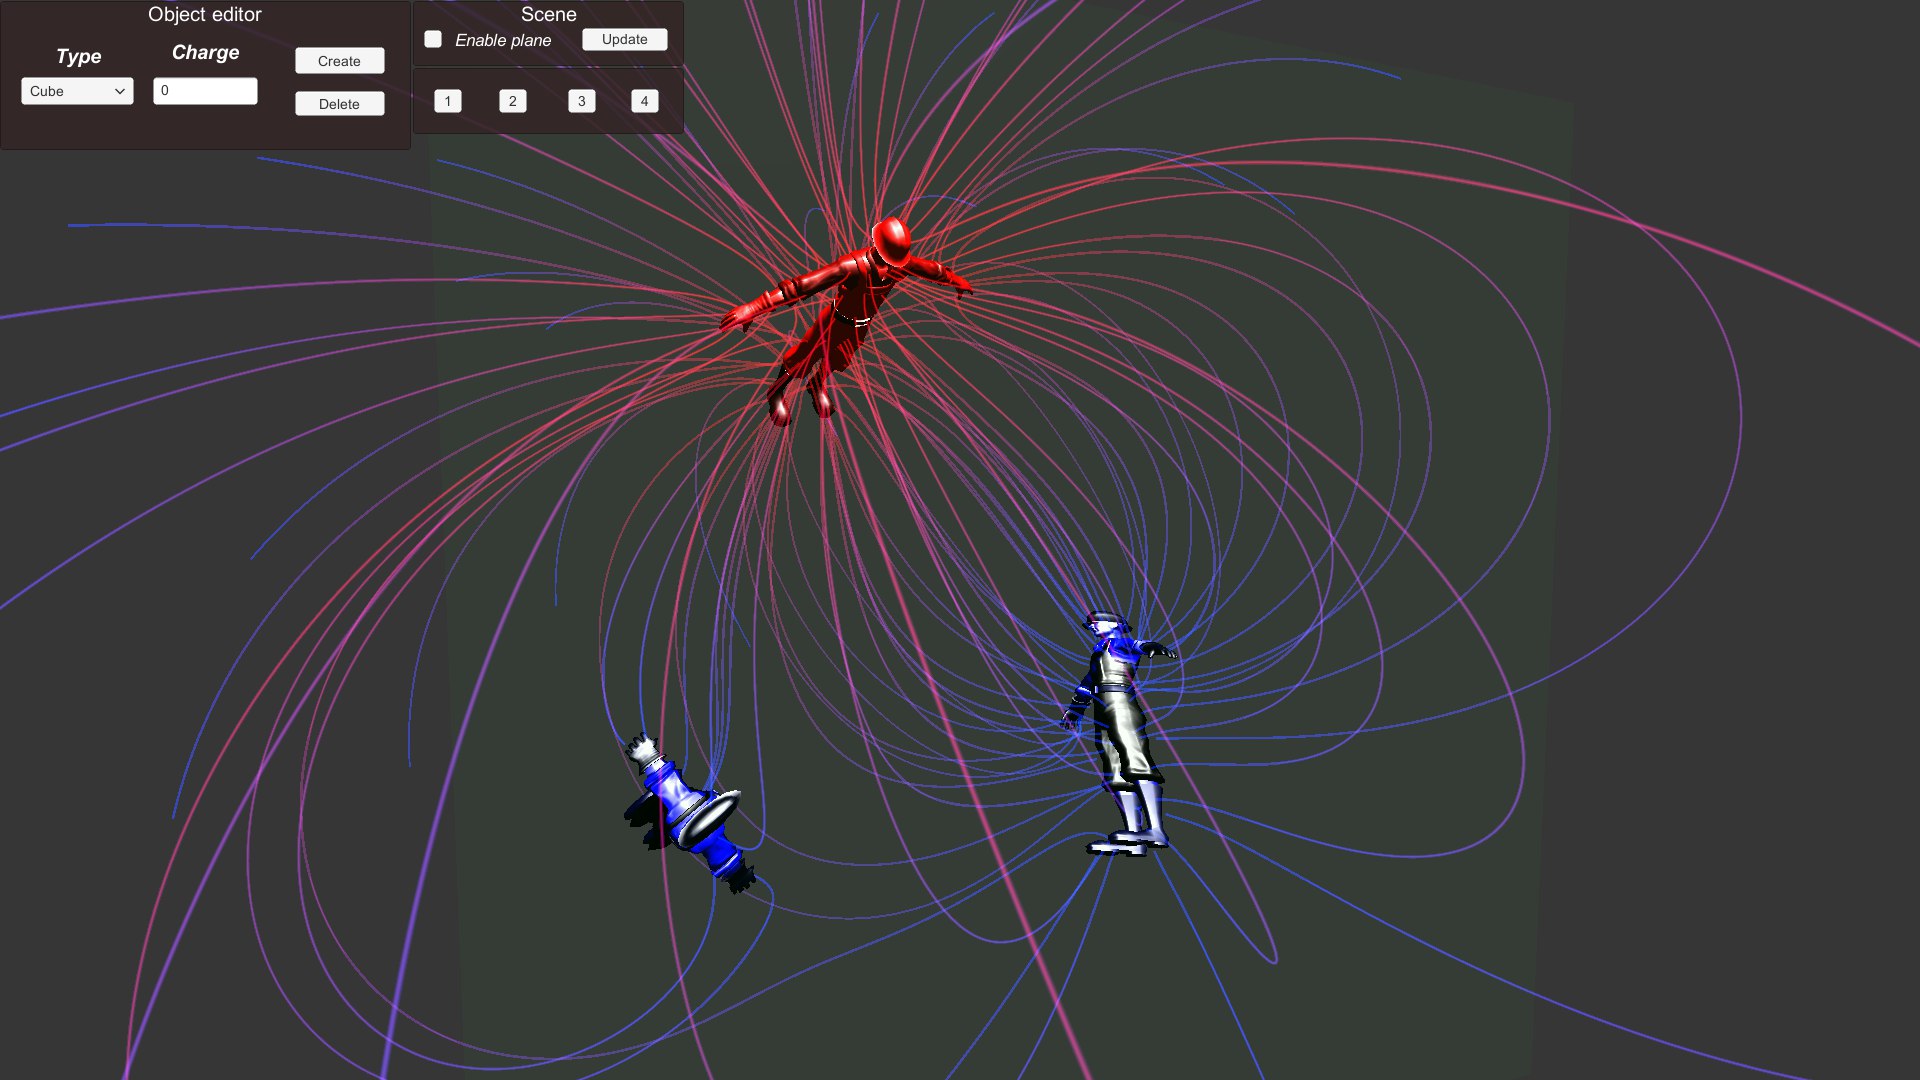 Object editor
Type
Charge
Cube
0
Create
Delete
Scene
Enable plane
Update
1 2 3 4